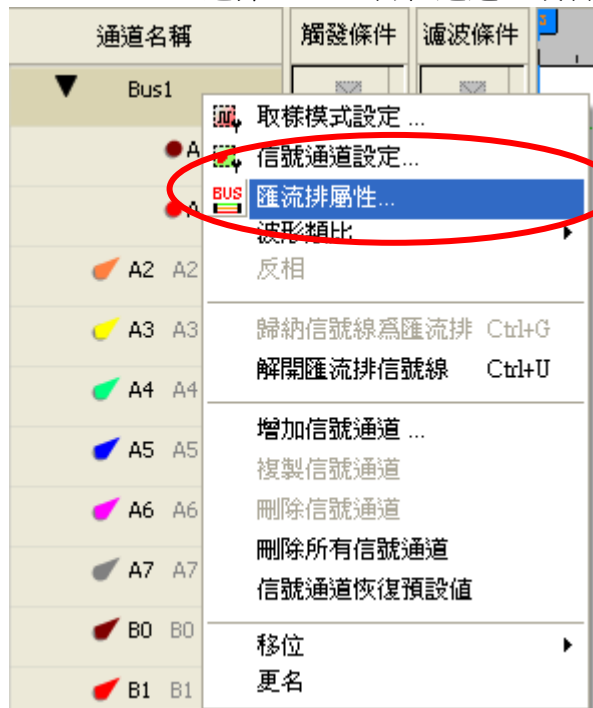 通道名稱 觸發條件 濾波條件
Bus1
取樣模式設定 ...
A
信號通道設定...
BUS 匯流排屬性...
A
波形類比
A2 A2 反相
A3 A3 歸納信號線爲匯流排 Ctrl+G
解開匯流排信號線 Ctrl+U
A4 A4
增加信號通道 ...
A5 A5
複製信號通道
A6 A6 刪除信號通道
刪除所有信號通道
A7 A7
信號通道恢復預設值
B0 B0
移位
B1 B1 更名